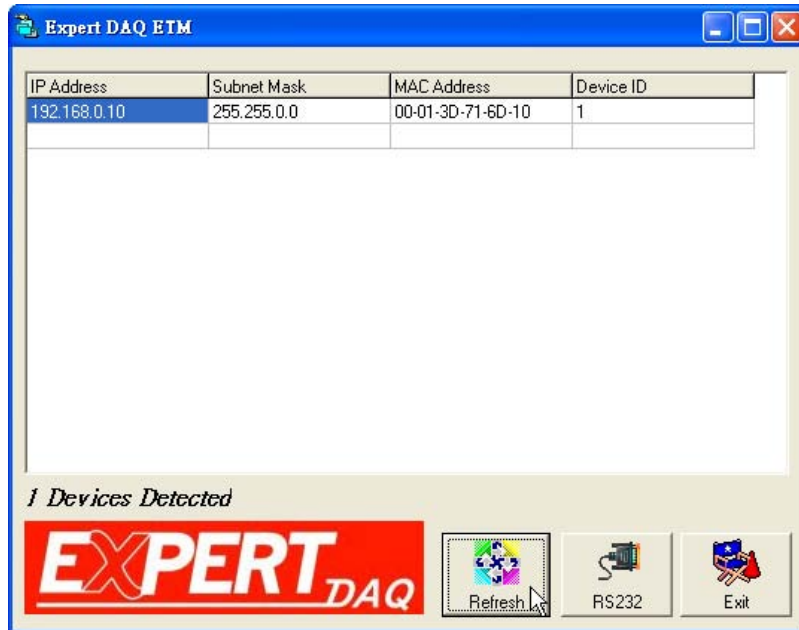 Expert DAQ ETM
IP Address Subnet Mask MAC Address Device ID
192.168.0.10 255.255.0.0 00-01-3D-71-6D-10 1
1 Devices Detected
EXPERT DAQ
Refresh RS232 Exit